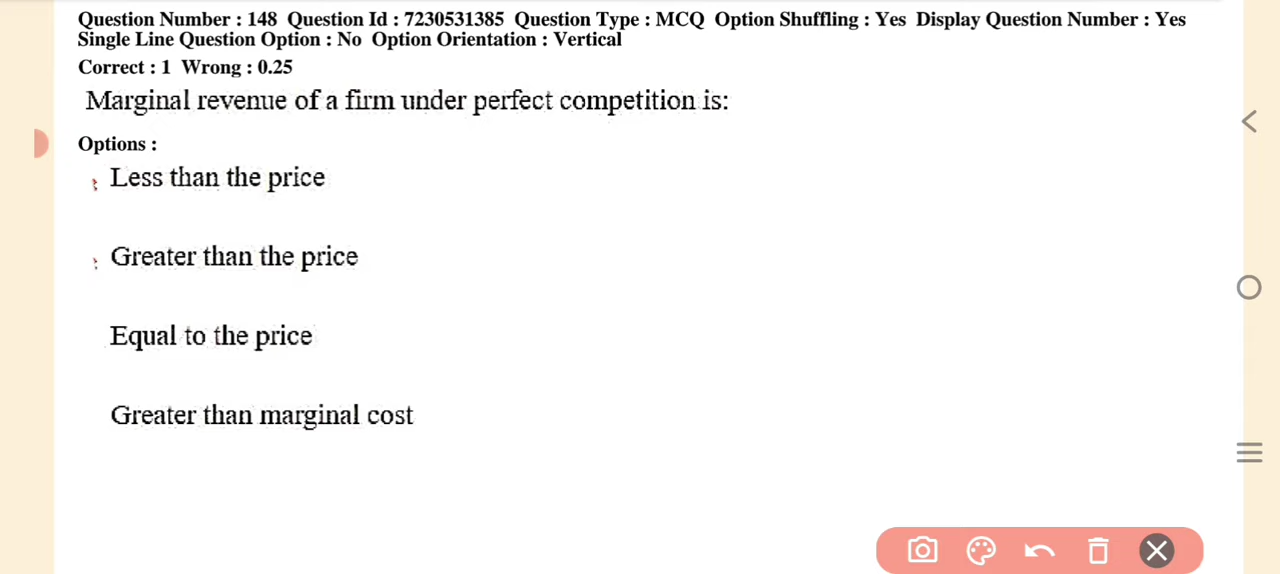 Question Number : 148 Question Id : 7230531385 Question Type : MCQ Option Shuffling : Yes Display Question Number : Yes
Single Line Question Option : No Option Orientation : Vertical
Correct : 1 Wrong : 0.25
Marginal revenue of a firm under perfect competition is:
Options :
Less than the price
Greater than the price
Equal to the price
Greater than marginal cost